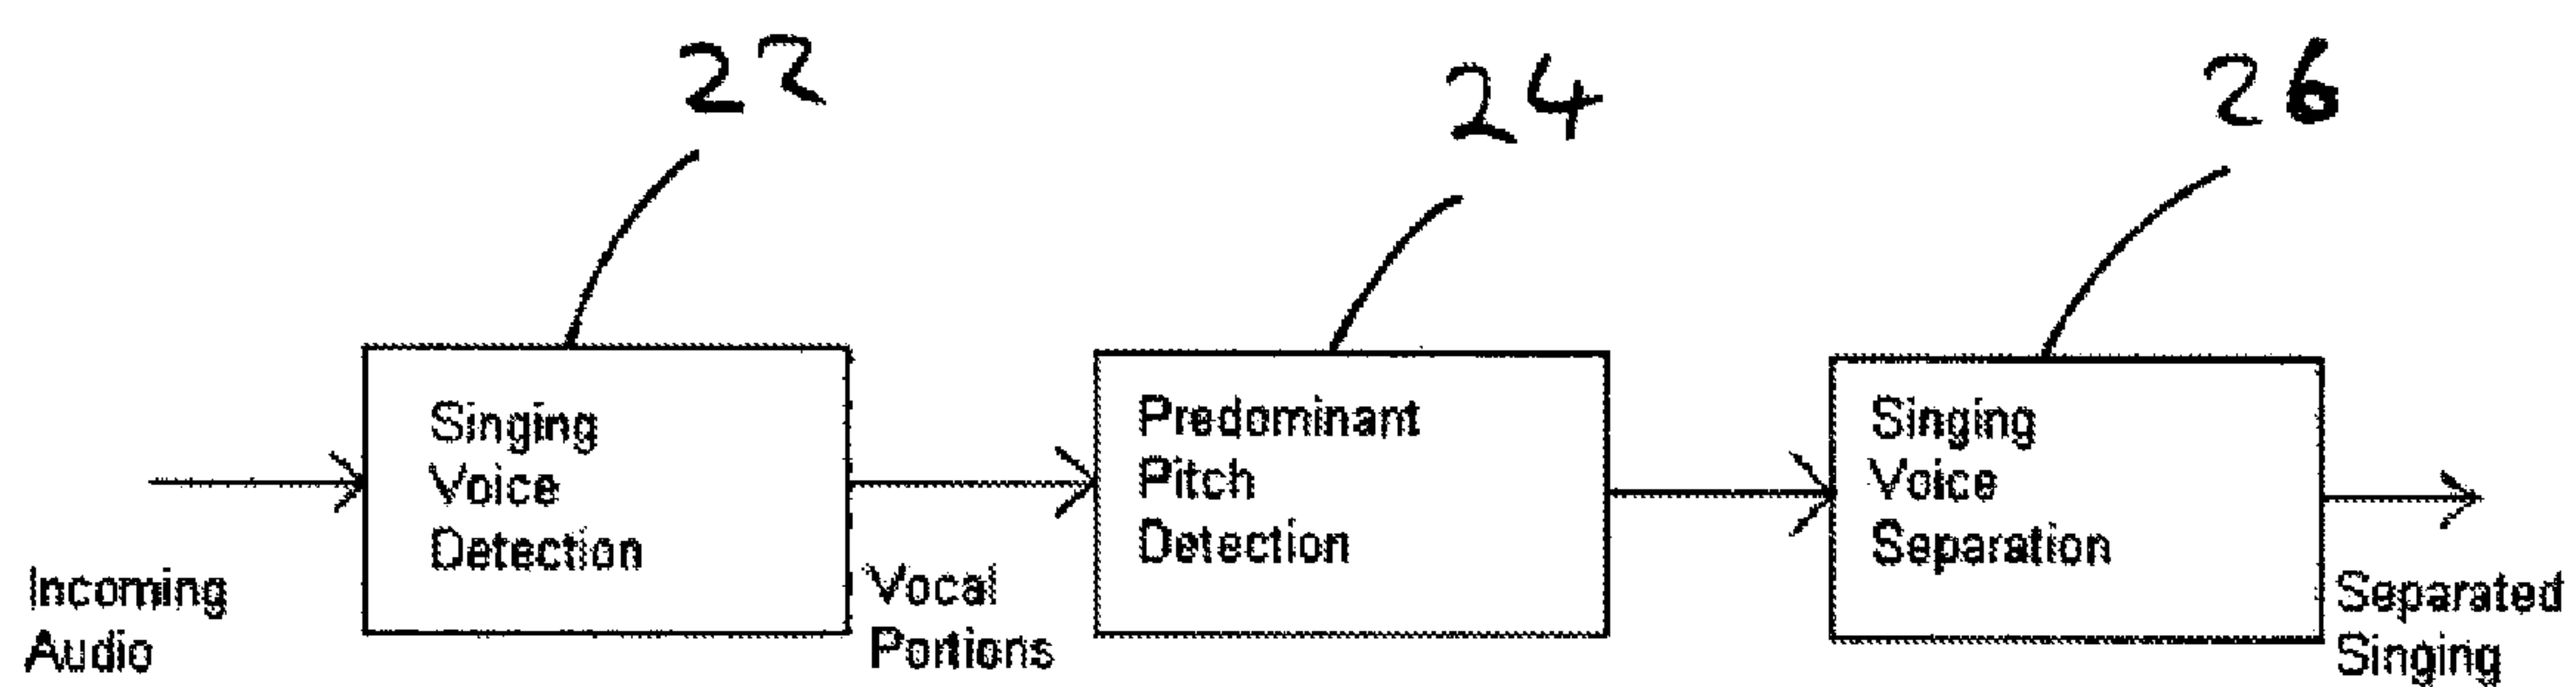 22
24
26
Singing
Voice
Detection
Predominant
Pitch
Detection
Singing
Voice
Separation
Incoming
Audio
Vocal
Portions
Separated
Singing